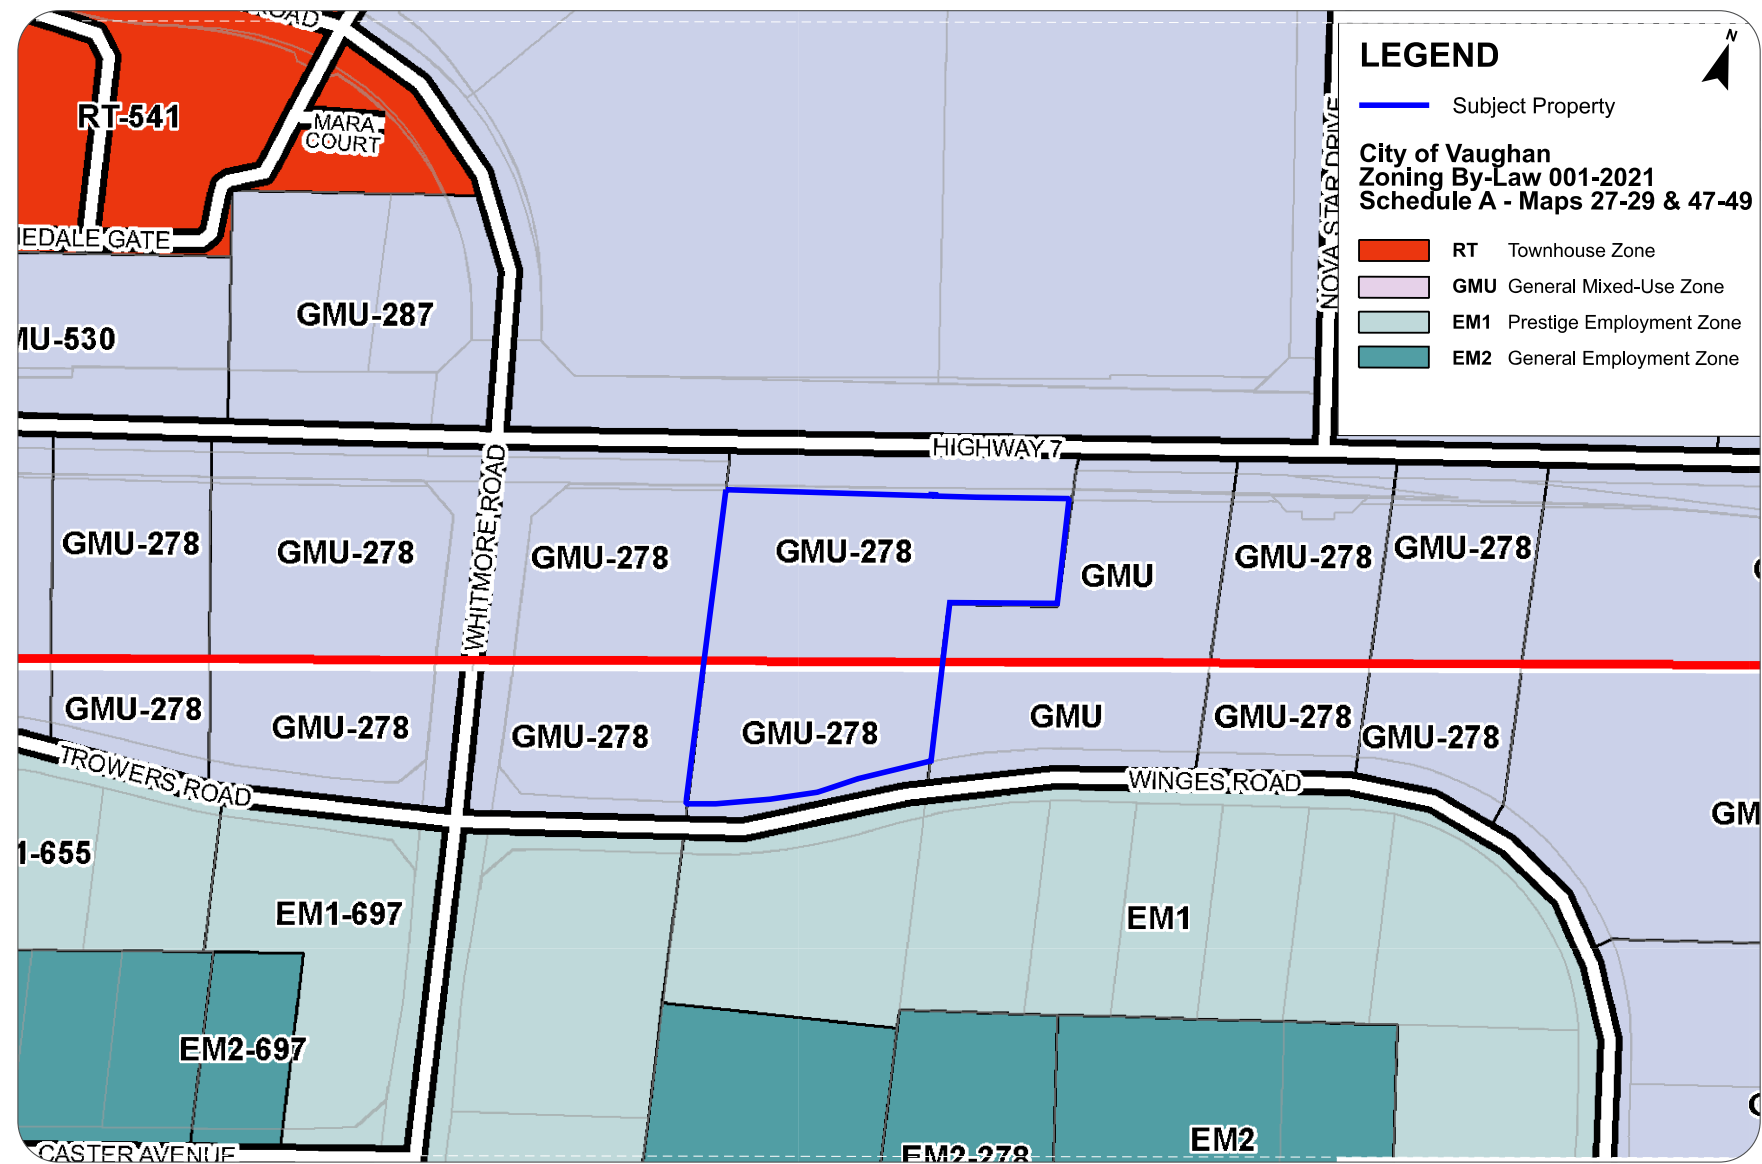 ROAD
RT-541
MARA
COURT
GATE
GMU-287
MU-530
HIGHWAY 7
WHITMORE ROAD
NOVA STAR DRIVE
N
LEGEND
Subject Property
City of Vaughan
Zoning By-Law 001-2021
Schedule A - Maps 27-29 & 47-49
RT Townhouse Zone
GMU General Mixed-Use Zone
EM1 Prestige Employment Zone
EM2 General Employment Zone
GMU-278
GMU-278
GMU-278
GMU-278
GMU
GMU-278
GMU-278
GMU-278
GMU-278
GMU-278
GMU-278
GMU
GMU-278
GMU-278
TROWERS ROAD
WINGES ROAD
GM
1-655
EM1-697
EM1
EM2-697
EM2-278
EM2
CASTER AVENUE